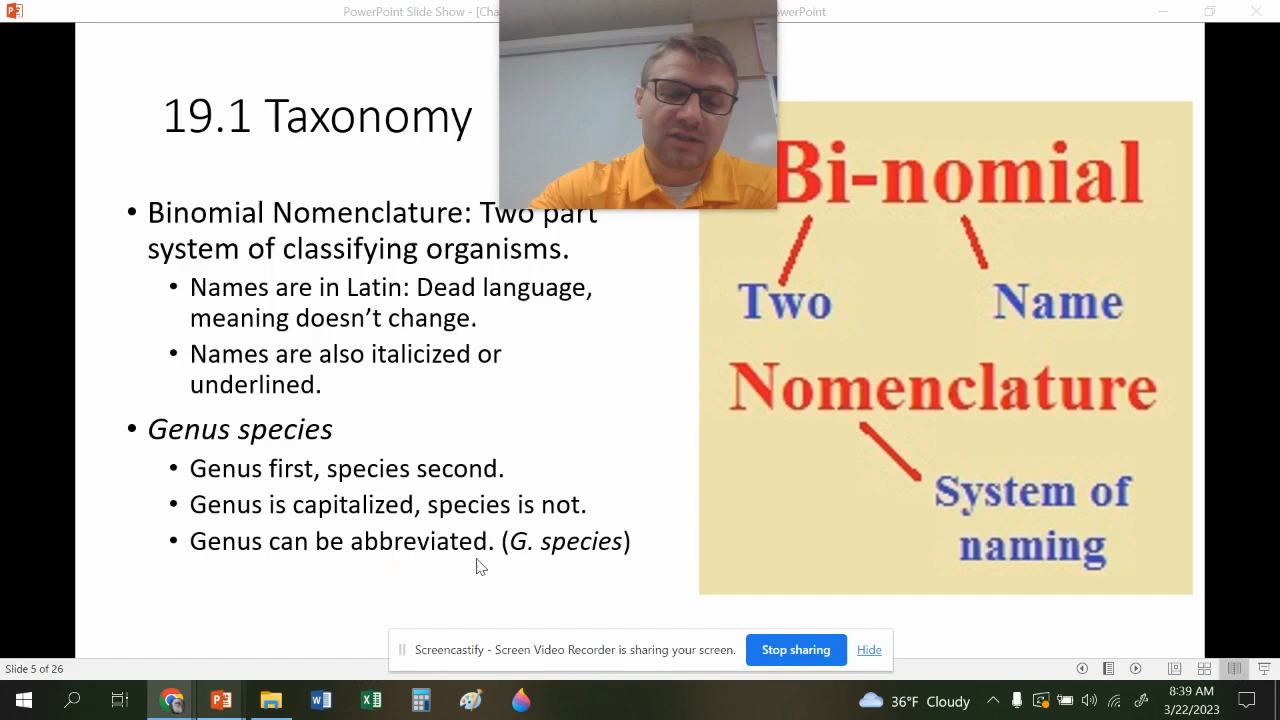 PowerPoint Slide Show - [Cha
owerPoint
19.1 Taxonomy
• Binomial Nomenclature: Two part
system of classifying organisms.
• Names are in Latin: Dead language,
meaning doesn't change.
• Names are also italicized or
underlined.
• Genus species
• Genus first, species second.
• Genus is capitalized, species is not.
• Genus can be abbreviated. (G. species)
Bi-nomial
Two Name
Nomenclature
System of
naming
Screencastify - Screen Video Recorder is sharing your screen. Stop sharing Hide
Slide 5 of 26
36°F Cloudy
8:39 AM
3/22/2023